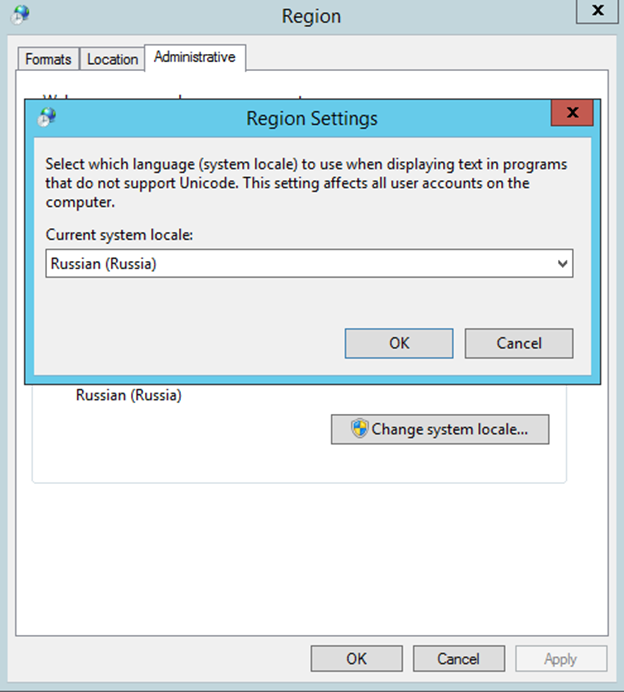 Region
x
Formats Location Administrative
Region Settings
x
Select which language (system locale) to use when displaying text in programs
that do not support Unicode. This setting affects all user accounts on the
computer.
Current system locale:
Russian (Russia)
OK Cancel
Russian (Russia)
Change system locale...
OK Cancel Apply